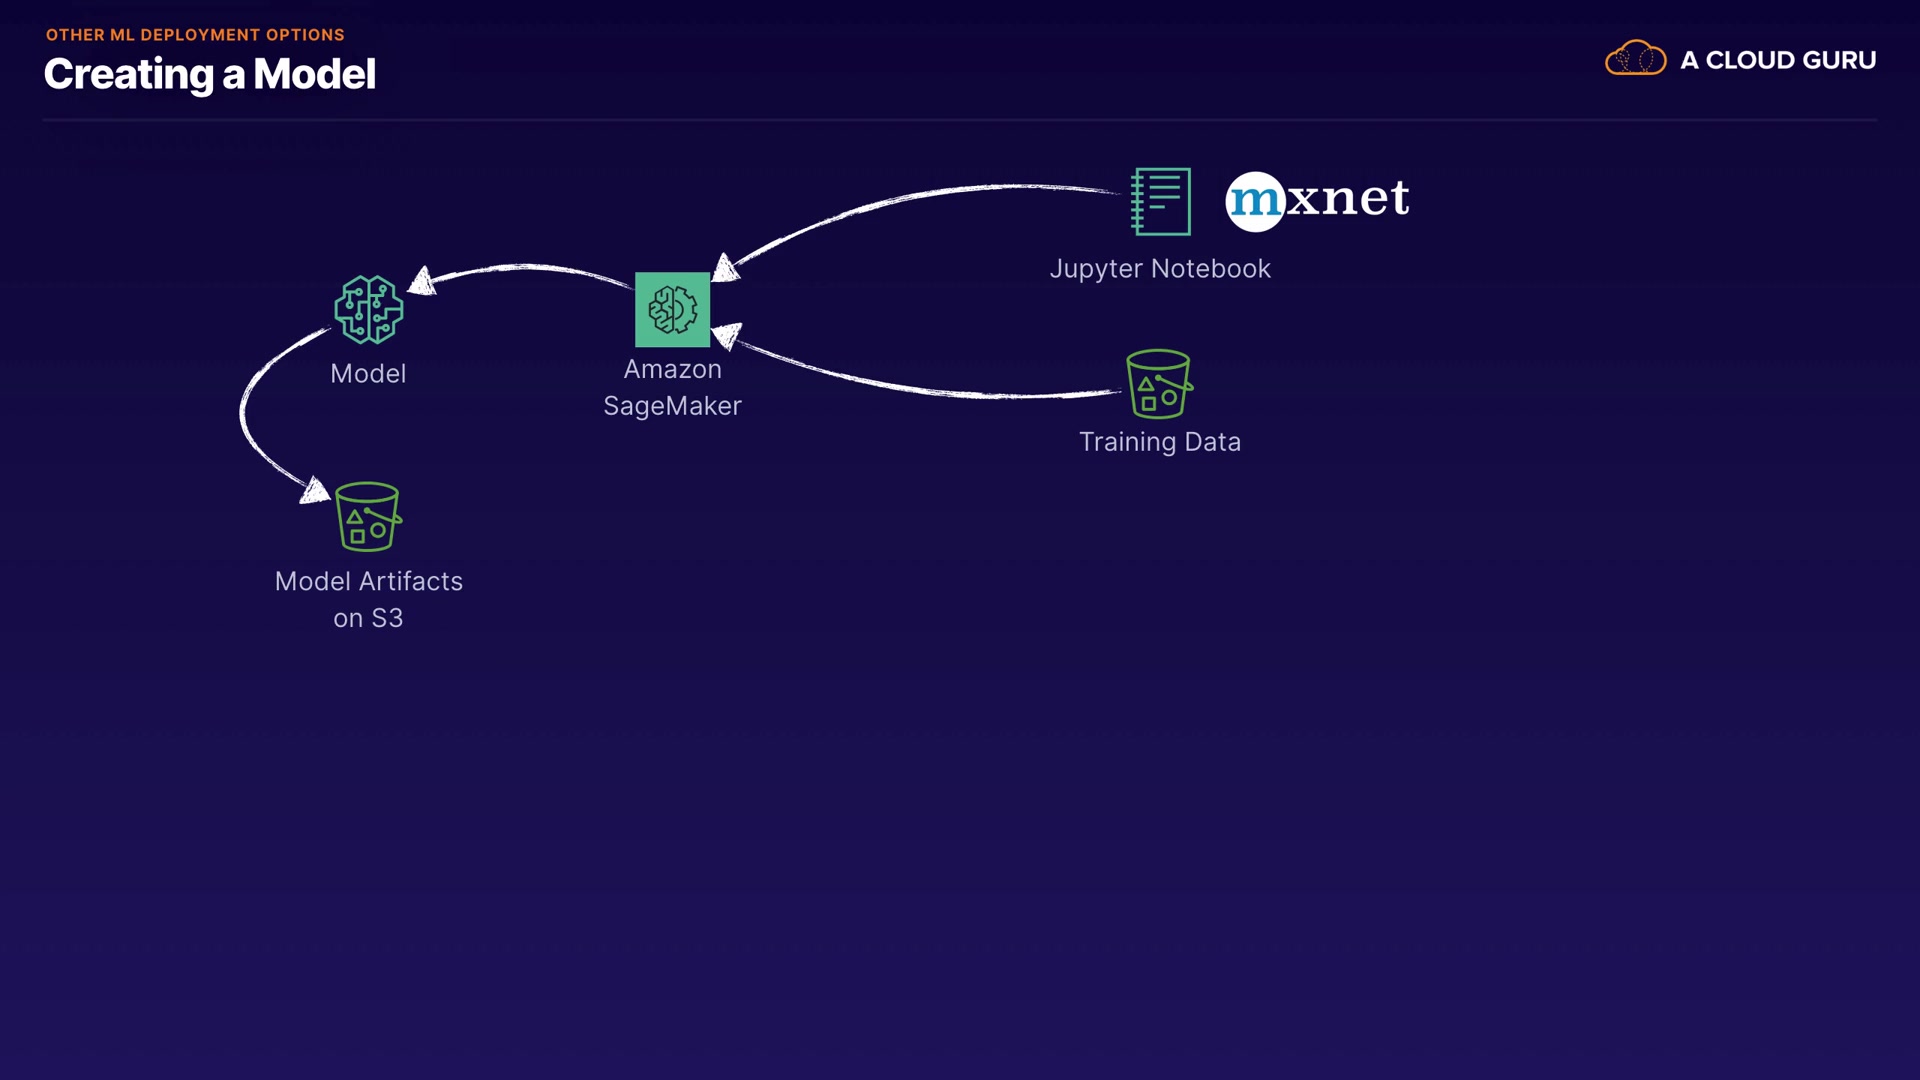 OTHER ML DEPLOYMENT OPTIONS
Creating a Model
A CLOUD GURU
mxnet
Jupyter Notebook
Model
Amazon
SageMaker
Training Data
Model Artifacts
on S3